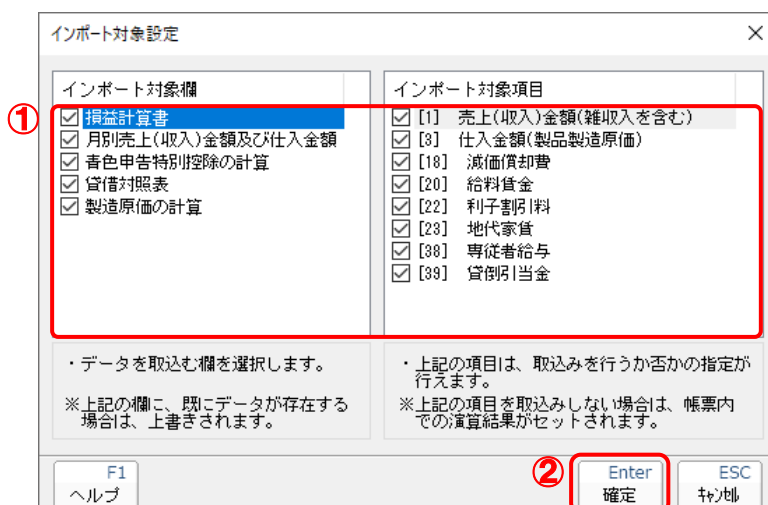 インポート対象設定
インポート対象欄
①
損益計算書
月別売上(収入)金額及び仕入金額
青色申告特別控除の計算
貸借対照表
製造原価の計算
インポート対象項目
[1] 売上(収入)金額(雑収入を含む)
[3] 仕入金額(製品製造原価)
[18] 減価償却費
[20] 給料賃金
[22] 利子割引料
[23] 地代家賃
[38] 専従者給与
[39] 貸倒引当金
・データを取込む欄を選択します。
※上記の欄に、既にデータが存在する
場合は、上書きされます。
・上記の項目は、取込みを行うか否かの指定が
行えます。
※上記の項目を取込みしない場合は、帳票内
での演算結果がセットされます。
F1
ヘルプ
②
Enter
確定
ESC
ｷｬﾝｾﾙ